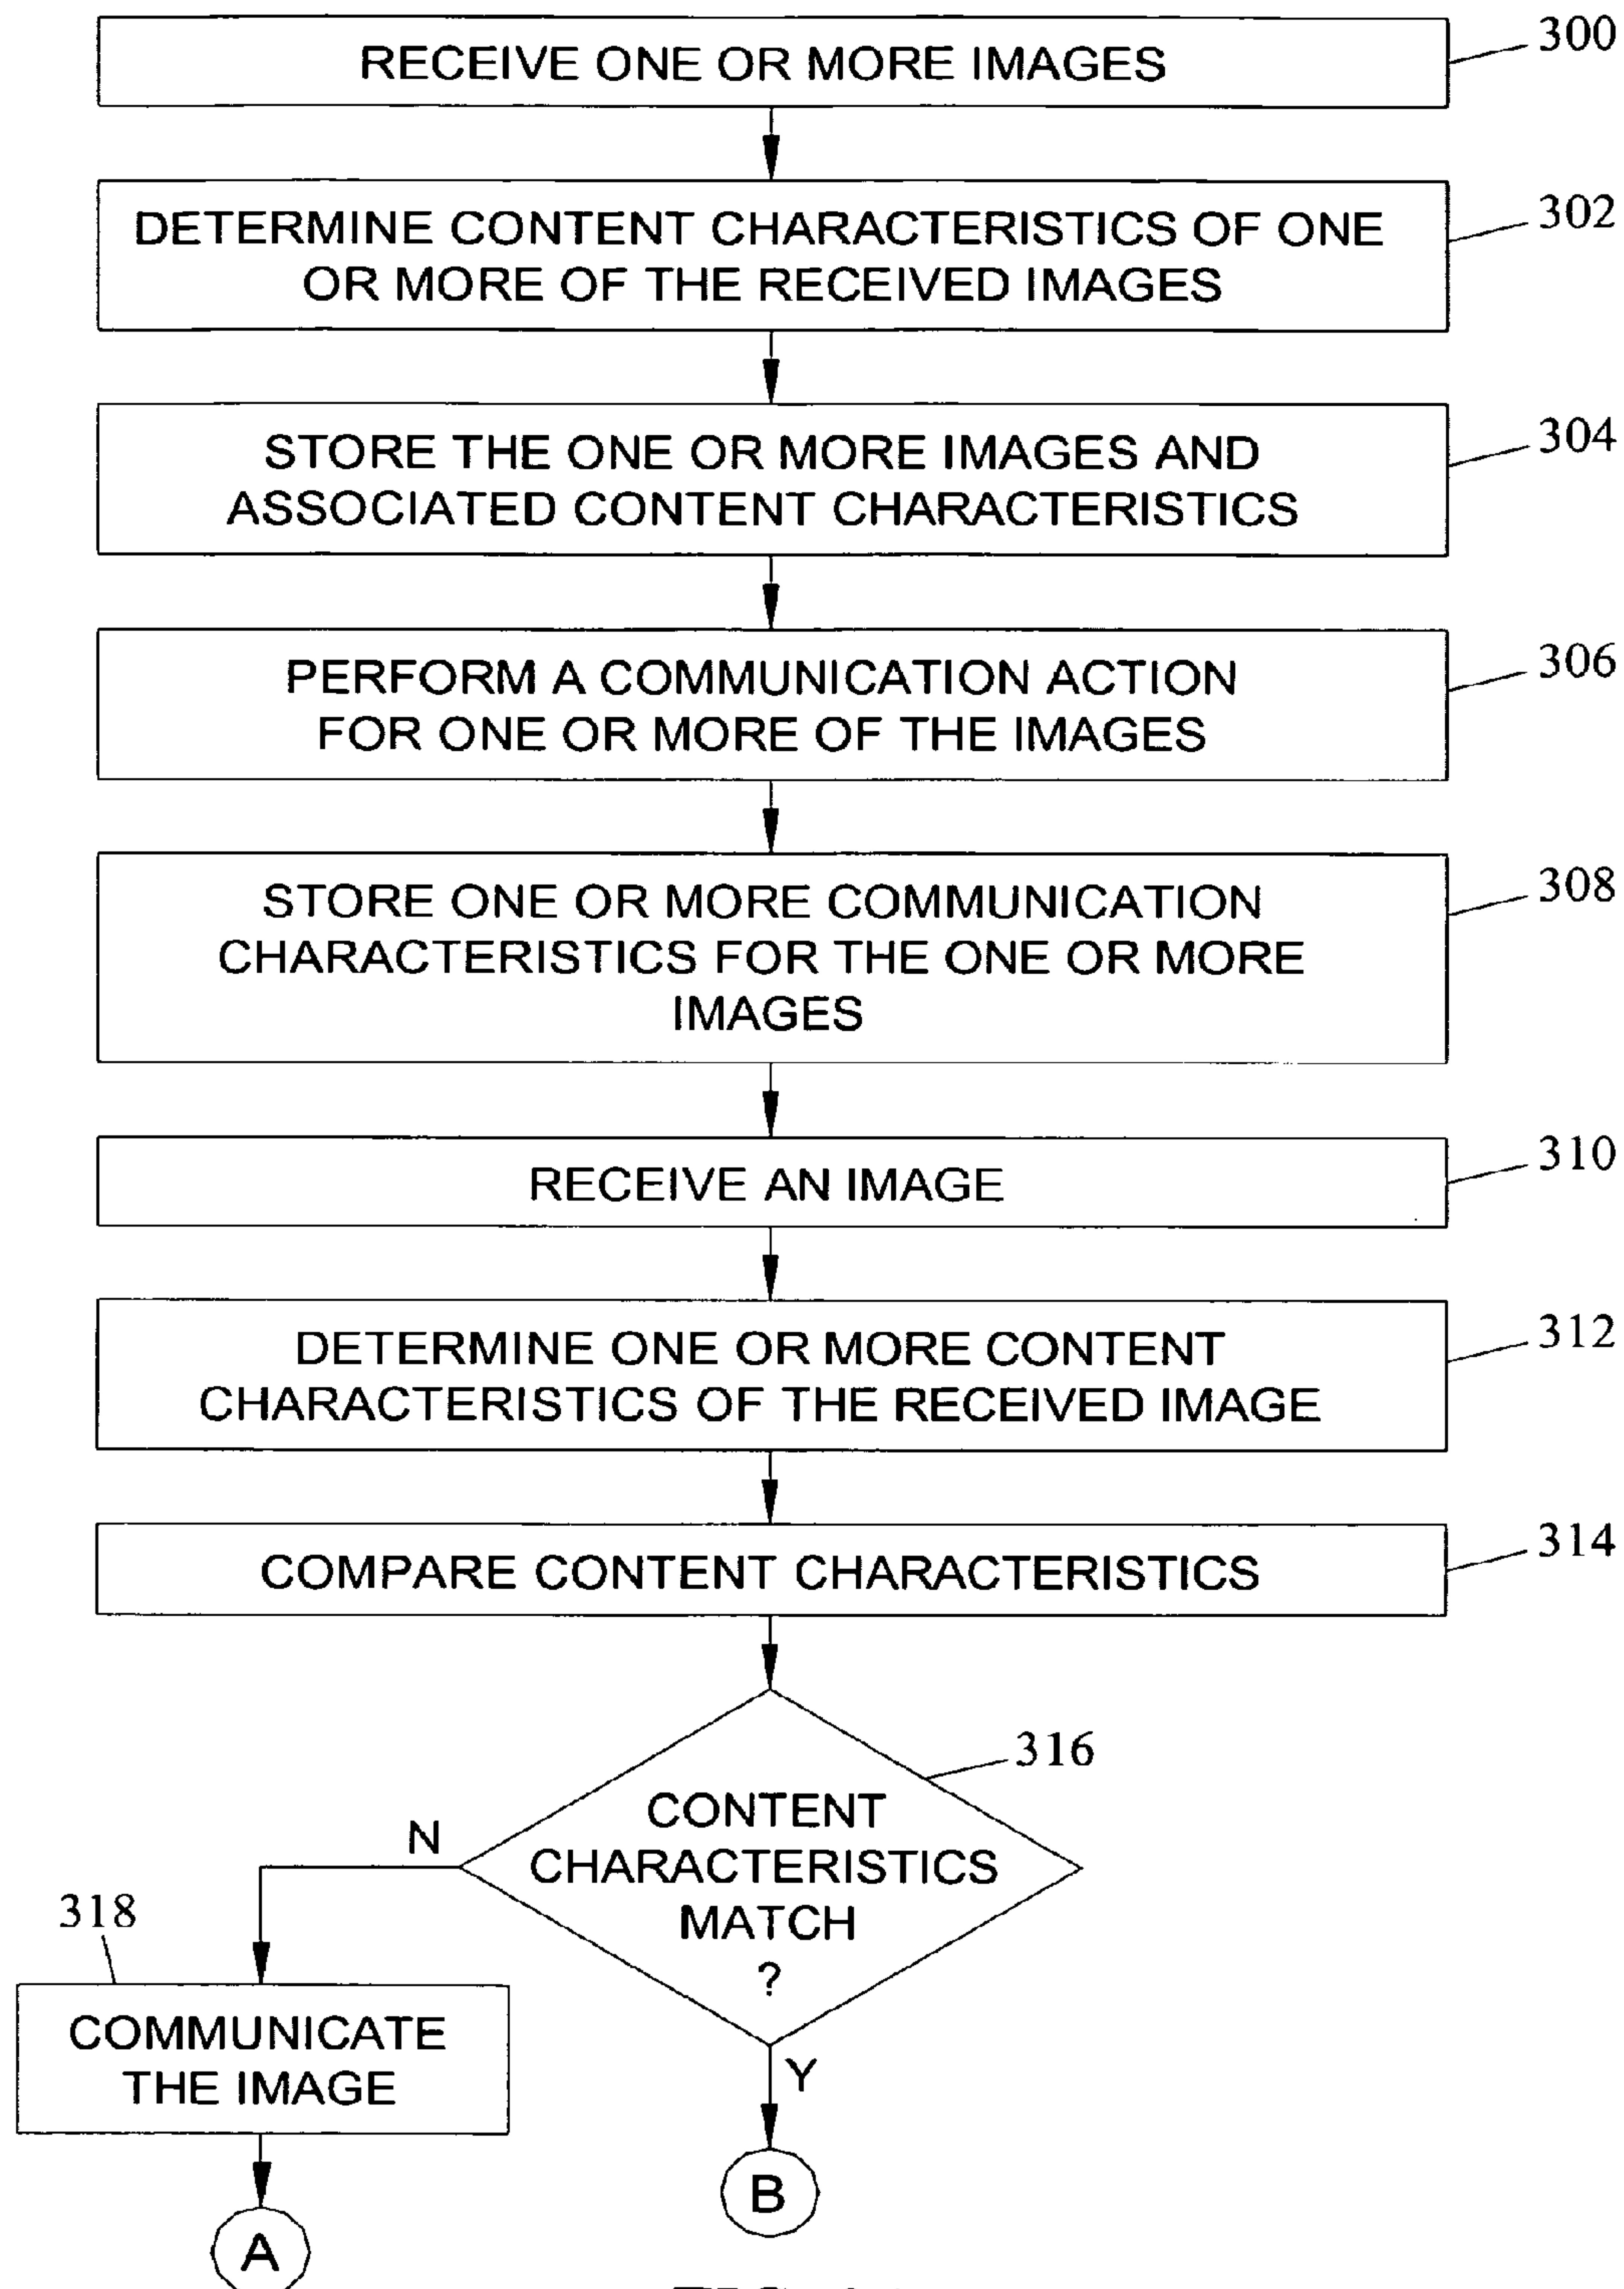 RECEIVE ONE OR MORE IMAGES
300
DETERMINE CONTENT CHARACTERISTICS OF ONE
OR MORE OF THE RECEIVED IMAGES
302
STORE THE ONE OR MORE IMAGES AND
ASSOCIATED CONTENT CHARACTERISTICS
304
PERFORM A COMMUNICATION ACTION
FOR ONE OR MORE OF THE IMAGES
306
STORE ONE OR MORE COMMUNICATION
CHARACTERISTICS FOR THE ONE OR MORE
IMAGES
308
RECEIVE AN IMAGE
310
DETERMINE ONE OR MORE CONTENT
CHARACTERISTICS OF THE RECEIVED IMAGE
312
COMPARE CONTENT CHARACTERISTICS
314
316
CONTENT
CHARACTERISTICS
MATCH
?
N
318
COMMUNICATE
THE IMAGE
Y
B
A